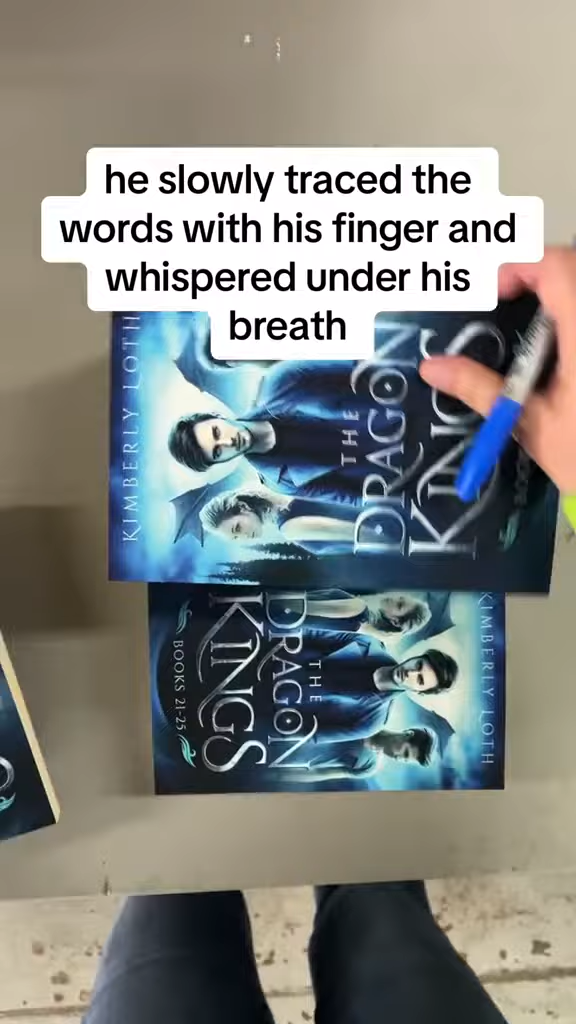 he slowly traced the
words with his finger and
whispered under his
breath
KIMBERLY LOTH
THE
DRAGON
KINGS
THE
DRAGON
KINGS
BOOKS 21-25
KIMBERLY LOTH